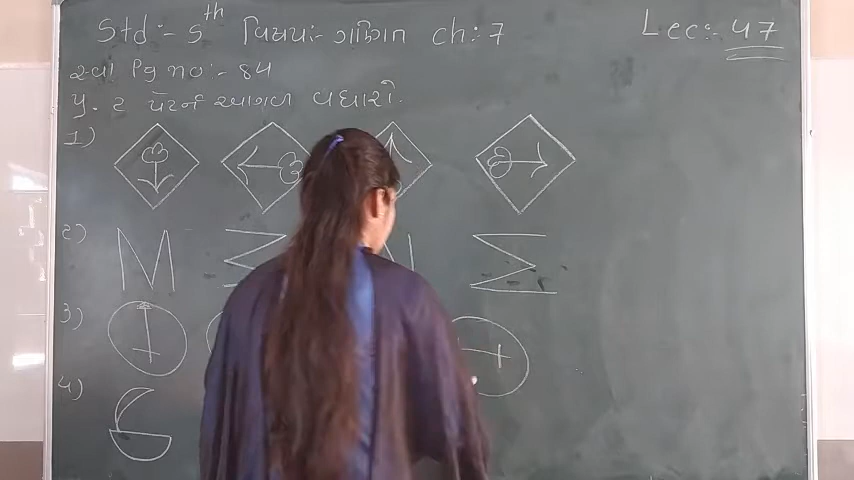 Std:- 5th વિષય:- ગણિત ch: 7 Lec:- 47
સ્વા Pg no:- 84
પ્ર. ૨ પેટર્ન આગળ વધારો.
1)
2) M Σ Σ
3)
4)